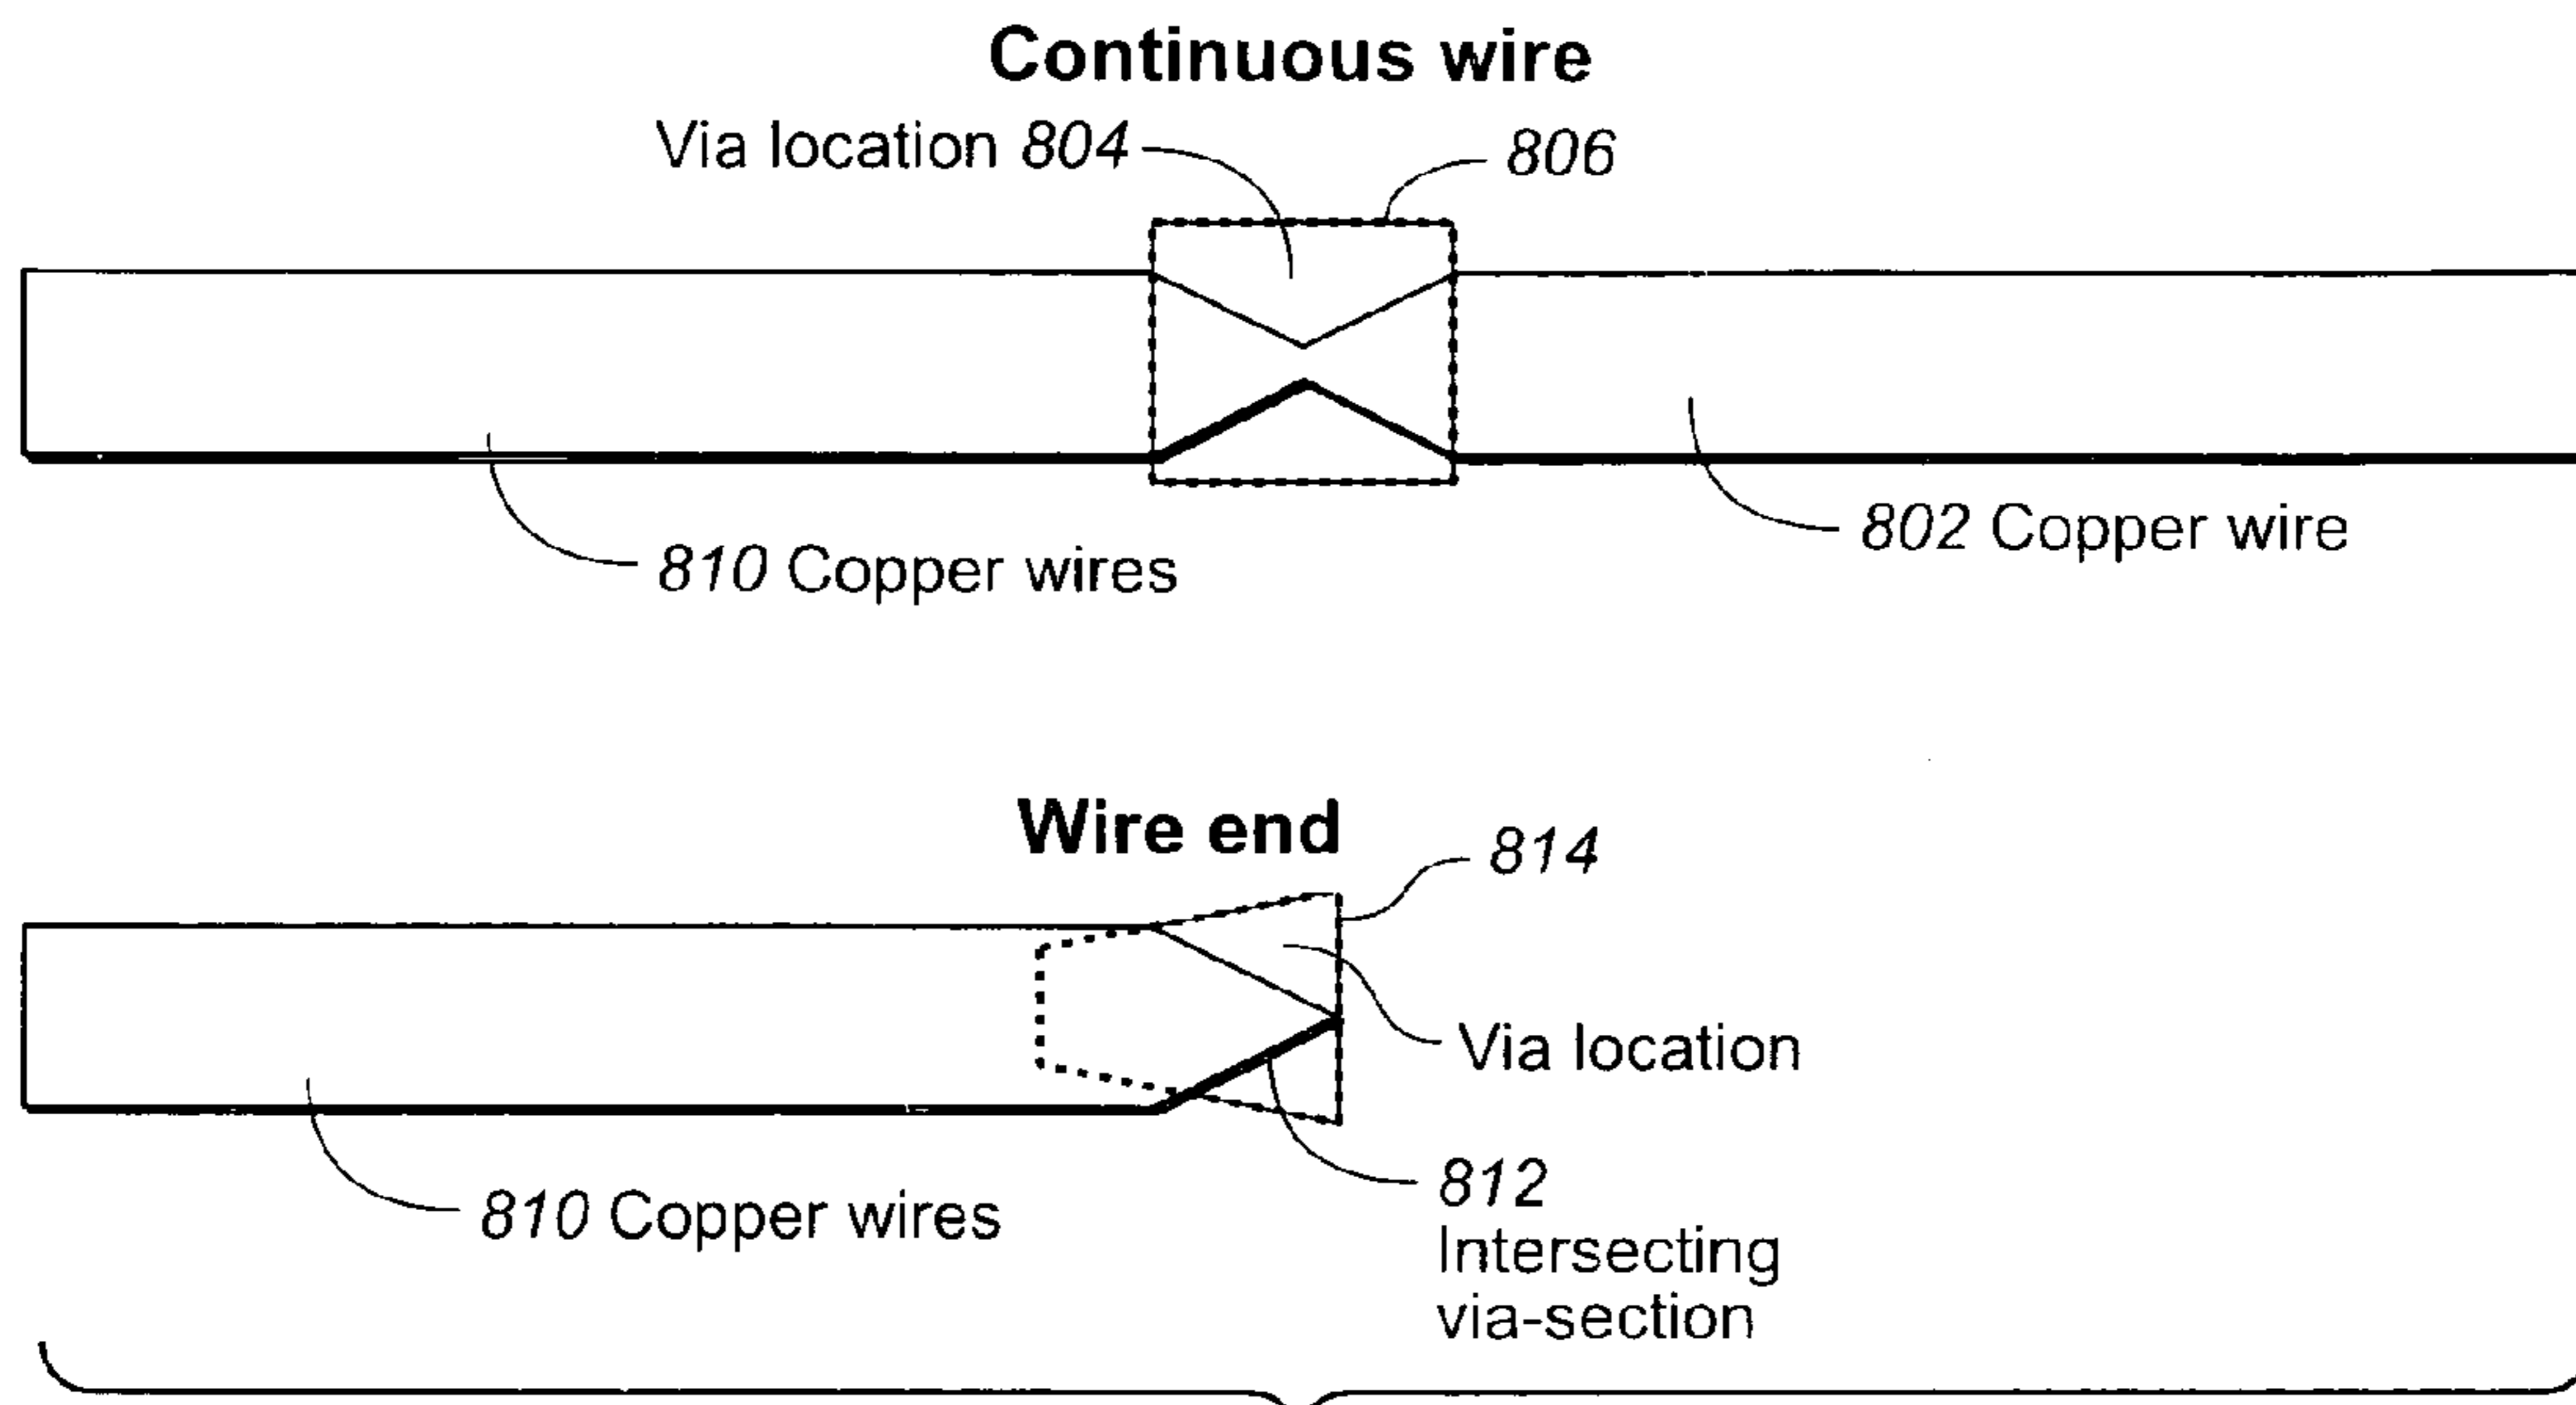 Continuous wire
Via location 804
806
802 Copper wire
810 Copper wires
Wire end
814
Via location
810 Copper wires
812
Intersecting
via-section